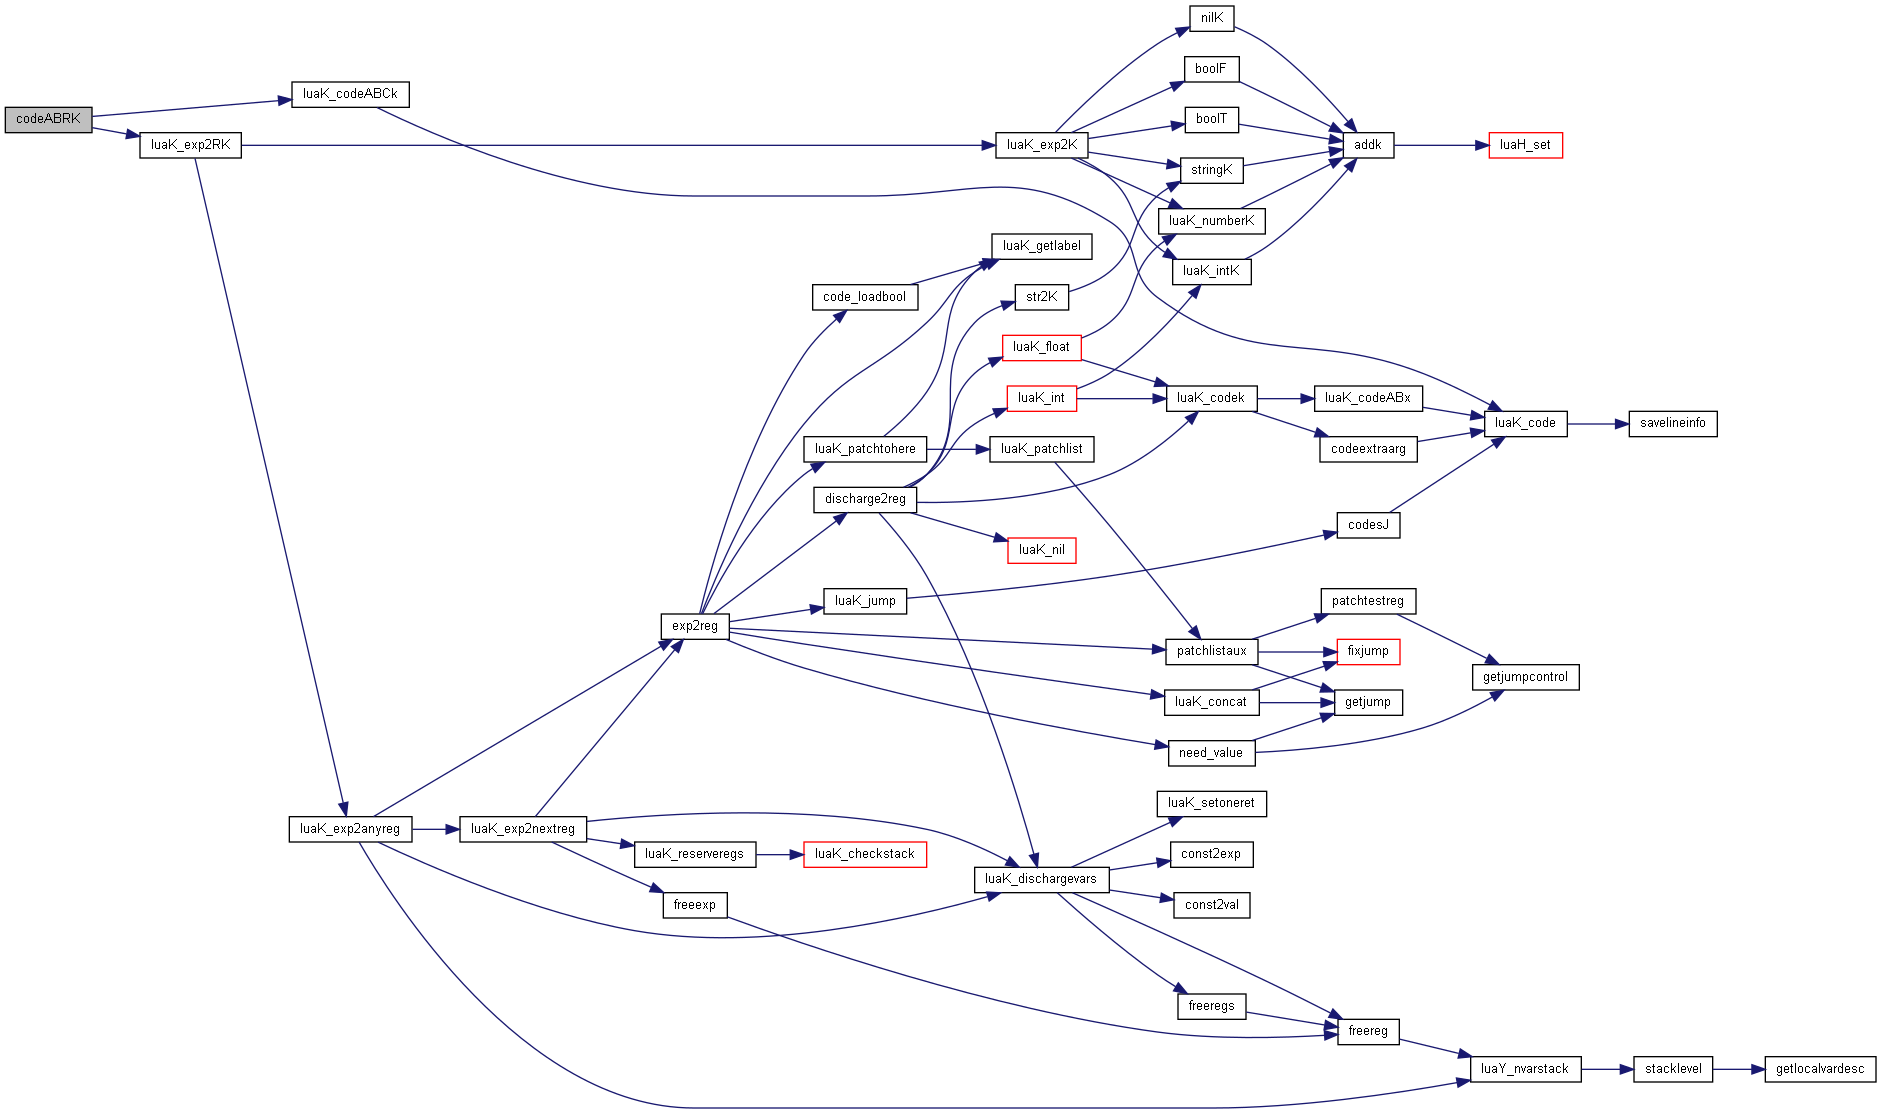 nilK
boolF
luaK_codeABCk
codeABRK
boolT
luaK_exp2RK
luaK_exp2K
addk
luaH_set
stringK
luaK_numberK
luaK_getlabel
luaK_intK
code_loadbool
str2K
luaK_float
luaK_int
luaK_codek
luaK_codeABx
luaK_code
savelineinfo
luaK_patchtohere
luaK_patchlist
codeextraarg
discharge2reg
codesJ
luaK_nil
luaK_jump
patchtestreg
exp2reg
patchlistaux
fixjump
getjumpcontrol
luaK_concat
getjump
need_value
luaK_setoneret
luaK_exp2anyreg
luaK_exp2nextreg
luaK_reserveregs
luaK_checkstack
const2exp
luaK_dischargevars
freeexp
const2val
freeregs
freereg
luaY_nvarstack
stacklevel
getlocalvardesc